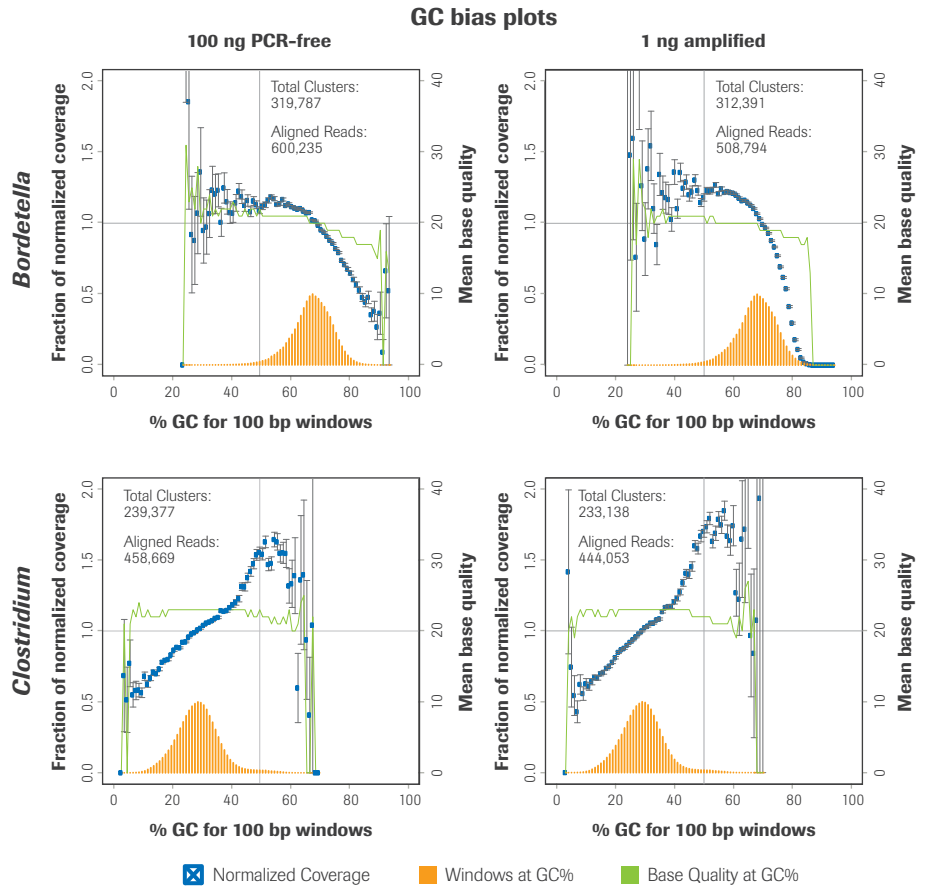 GC bias plots
100 ng PCR-free
1 ng amplified
Bordetella
Fraction of normalized coverage
0.0 0.5 1.0 1.5 2.0
Total Clusters:
319,787
Aligned Reads:
600,235
0 10 20 30 40
Mean base quality
0 20 40 60 80 100
% GC for 100 bp windows
Fraction of normalized coverage
0.0 0.5 1.0 1.5 2.0
Total Clusters:
312,391
Aligned Reads:
508,794
0 10 20 30 40
Mean base quality
0 20 40 60 80 100
% GC for 100 bp windows
Clostridium
Fraction of normalized coverage
0.0 0.5 1.0 1.5 2.0
Total Clusters:
239,377
Aligned Reads:
458,669
0 10 20 30 40
Mean base quality
0 20 40 60 80 100
% GC for 100 bp windows
Fraction of normalized coverage
0.0 0.5 1.0 1.5 2.0
Total Clusters:
233,138
Aligned Reads:
444,053
0 10 20 30 40
Mean base quality
0 20 40 60 80 100
% GC for 100 bp windows
Normalized Coverage
Windows at GC%
Base Quality at GC%